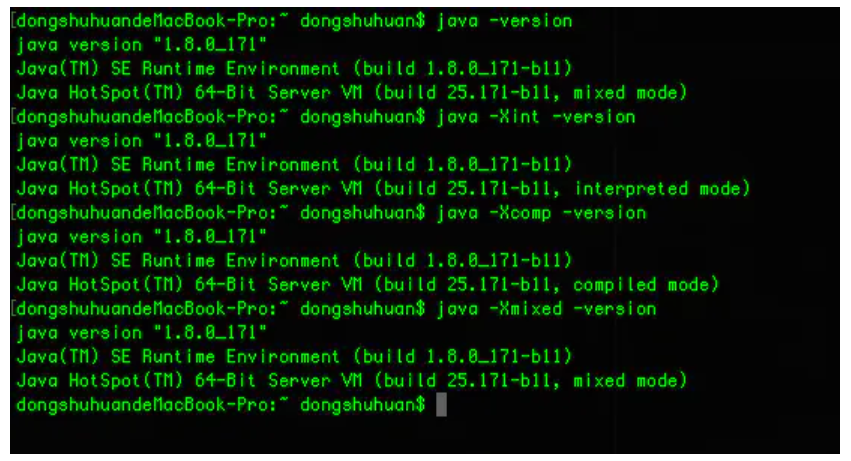 [dongshuhuandeMacBook-Pro:~ dongshuhuan$ java -version
java version "1.8.0_171"
Java(TM) SE Runtime Environment (build 1.8.0_171-b11)
Java HotSpot(TM) 64-Bit Server VM (build 25.171-b11, mixed mode)
[dongshuhuandeMacBook-Pro:~ dongshuhuan$ java -Xint -version
java version "1.8.0_171"
Java(TM) SE Runtime Environment (build 1.8.0_171-b11)
Java HotSpot(TM) 64-Bit Server VM (build 25.171-b11, interpreted mode)
[dongshuhuandeMacBook-Pro:~ dongshuhuan$ java -Xcomp -version
java version "1.8.0_171"
Java(TM) SE Runtime Environment (build 1.8.0_171-b11)
Java HotSpot(TM) 64-Bit Server VM (build 25.171-b11, compiled mode)
[dongshuhuandeMacBook-Pro:~ dongshuhuan$ java -Xmixed -version
java version "1.8.0_171"
Java(TM) SE Runtime Environment (build 1.8.0_171-b11)
Java HotSpot(TM) 64-Bit Server VM (build 25.171-b11, mixed mode)
dongshuhuandeMacBook-Pro:~ dongshuhuan$